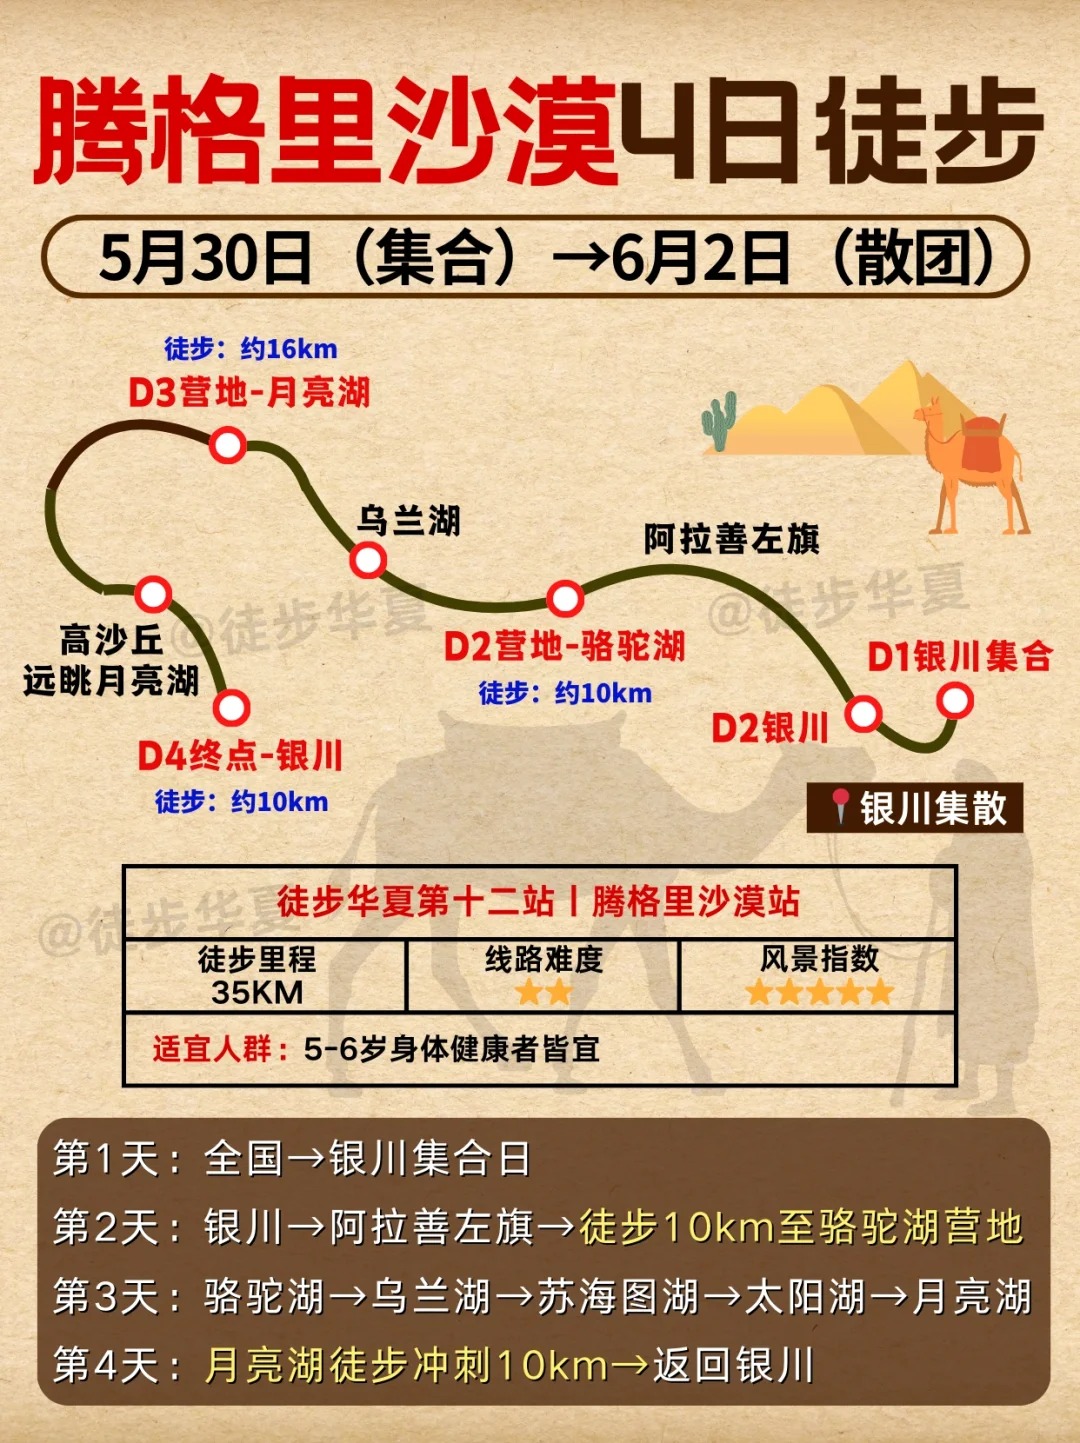 腾格里沙漠4日徒步
5月30日（集合）→6月2日（散团）
徒步：约16km
D3营地-月亮湖
乌兰湖
阿拉善左旗
@徒步华夏
@徒步华夏
高沙丘
远眺月亮湖
D2营地-骆驼湖
徒步：约10km
D1银川集合
D2银川
D4终点-银川
徒步：约10km
银川集散
@徒步华夏
徒步华夏第十二站丨腾格里沙漠站
徒步里程
35KM
线路难度
风景指数
适宜人群：5-6岁身体健康者皆宜
第1天：全国→银川集合日
第2天：银川→阿拉善左旗→徒步10km至骆驼湖营地
第3天：骆驼湖→乌兰湖→苏海图湖→太阳湖→月亮湖
第4天：月亮湖徒步冲刺10km→返回银川